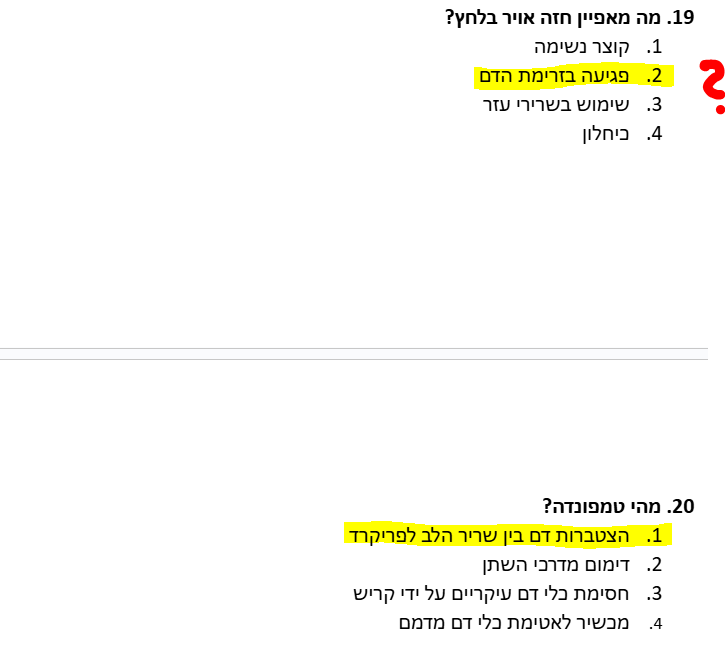 19. מה מאפיין חזה אויר בלחץ?
1. קוצר נשימה
2. פגיעה בזרימת הדם
3. שימוש בשרירי עזר
4. כיחלון
?
20. מהי טמפונדה?
1. הצטברות דם בין שריר הלב לפריקרד
2. דימום מדרכי השתן
3. חסימת כלי דם עיקריים על ידי קריש
4. מכשיר לאטימת כלי דם מדמם